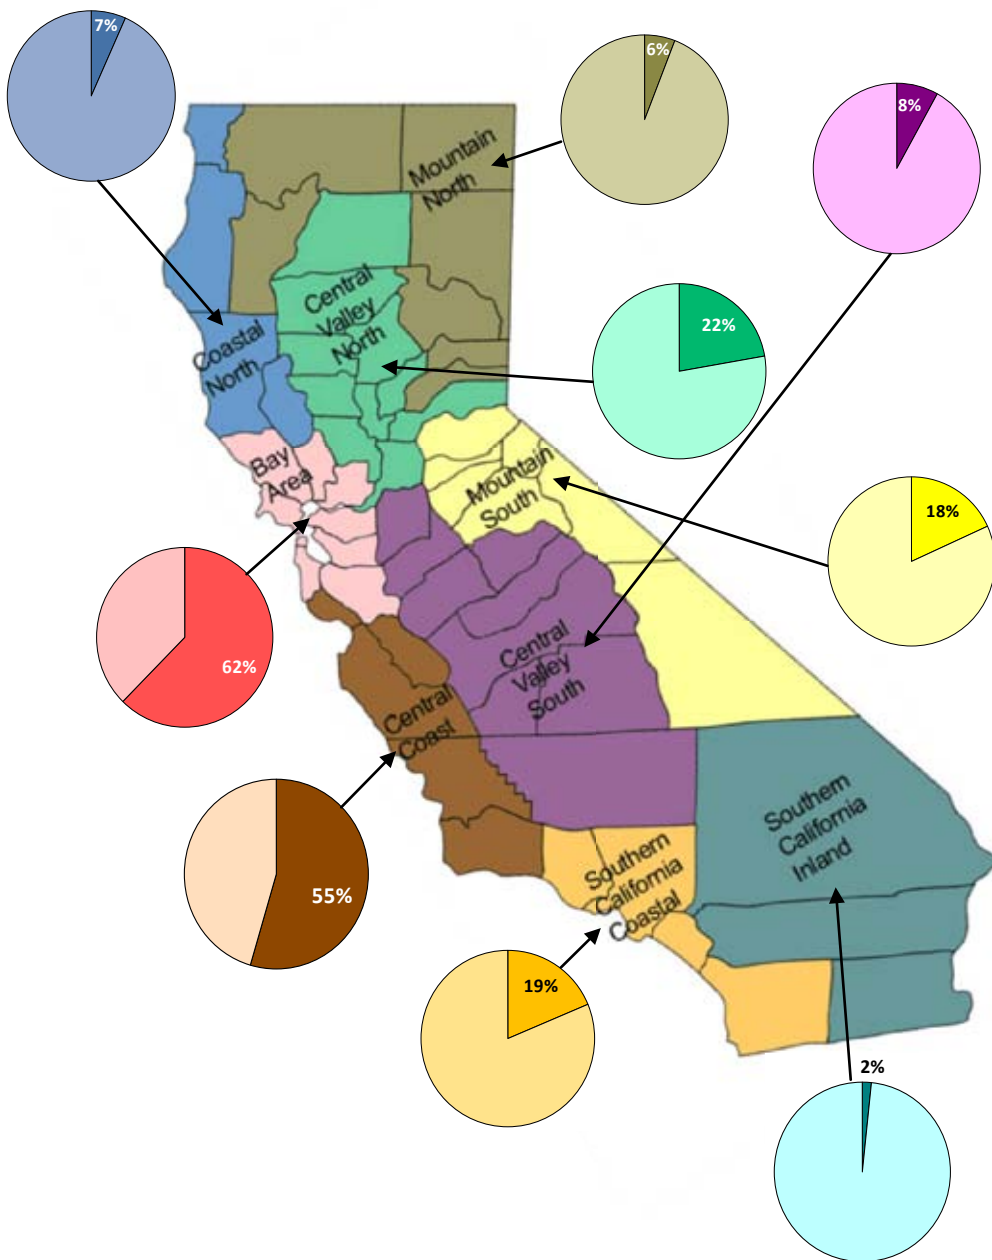 7%
6%
8%
Mountain
North
Central
Valley
North
22%
Coastal
North
Bay
Area
Mountain
South
18%
62%
Central
Valley
South
Central
Coast
55%
Southern
California
Inland
Southern
California
Coastal
19%
2%